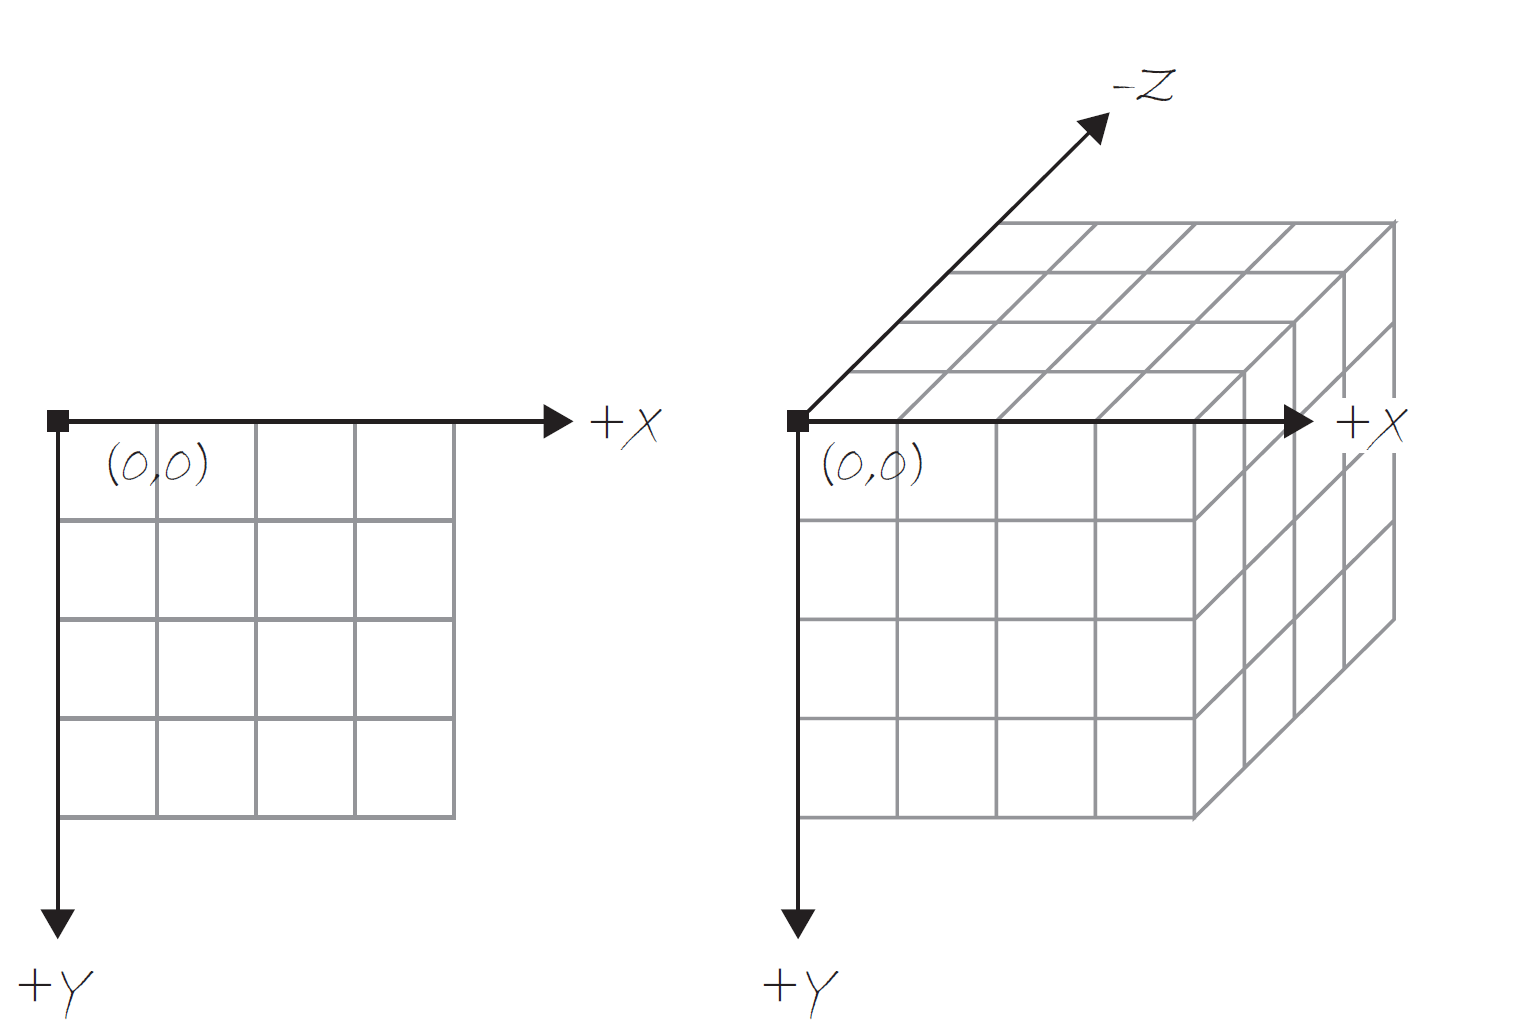 -Z
+X
(0,0)
+Y
+X
(0,0)
+Y